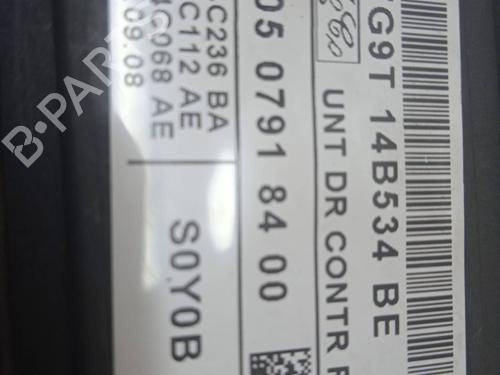 G9T 14B534 BE
UNT DR CONTR
05 0791 84 00
C236 BA
C112 AE
G068 AE
09.08
S0Y0B
B-Parts